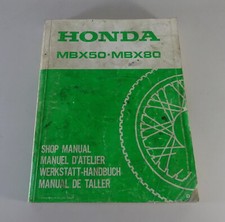 HONDA
MBX50·MBX80
SHOP MANUAL
MANUEL D'ATELIER
WERKSTATT-HANDBUCH
MANUAL DE TALLER